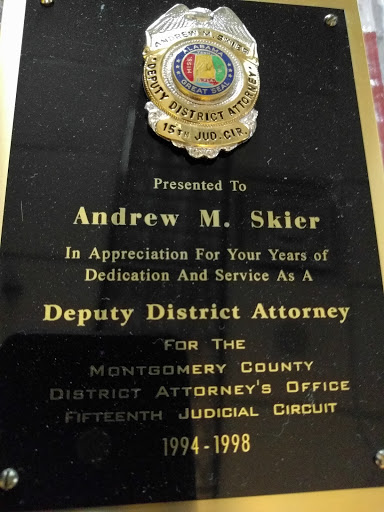 ANDREW M. SKIER
DEPUTY DISTRICT ATTORNEY
ALABAMA
GREAT SEAL
15TH JUD. CIR.
Presented To
Andrew M. Skier
In Appreciation For Your Years of
Dedication And Service As A
Deputy District Attorney
FOR THE
MONTGOMERY COUNTY
DISTRICT ATTORNEY'S OFFICE
FIFTEENTH JUDICIAL CIRCUIT
1994-1998